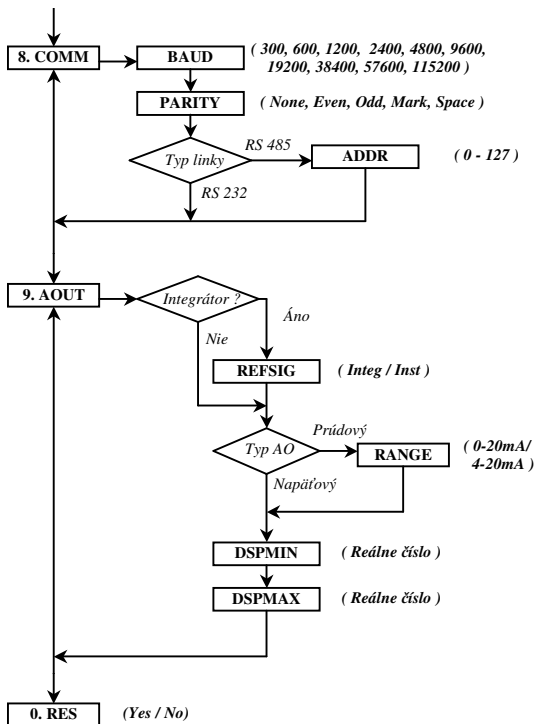 8. COMM
BAUD
( 300, 600, 1200, 2400, 4800, 9600,
19200, 38400, 57600, 115200 )
PARITY
( None, Even, Odd, Mark, Space )
Typ linky
RS 485
ADDR
( 0 - 127 )
RS 232
9. AOUT
Integrátor ?
Áno
Nie
REFSIG
( Integ / Inst )
Typ AO
Prúdový
RANGE
( 0-20mA/
4-20mA )
Napäťový
DSPMIN
( Reálne číslo )
DSPMAX
( Reálne číslo )
0. RES
(Yes / No)